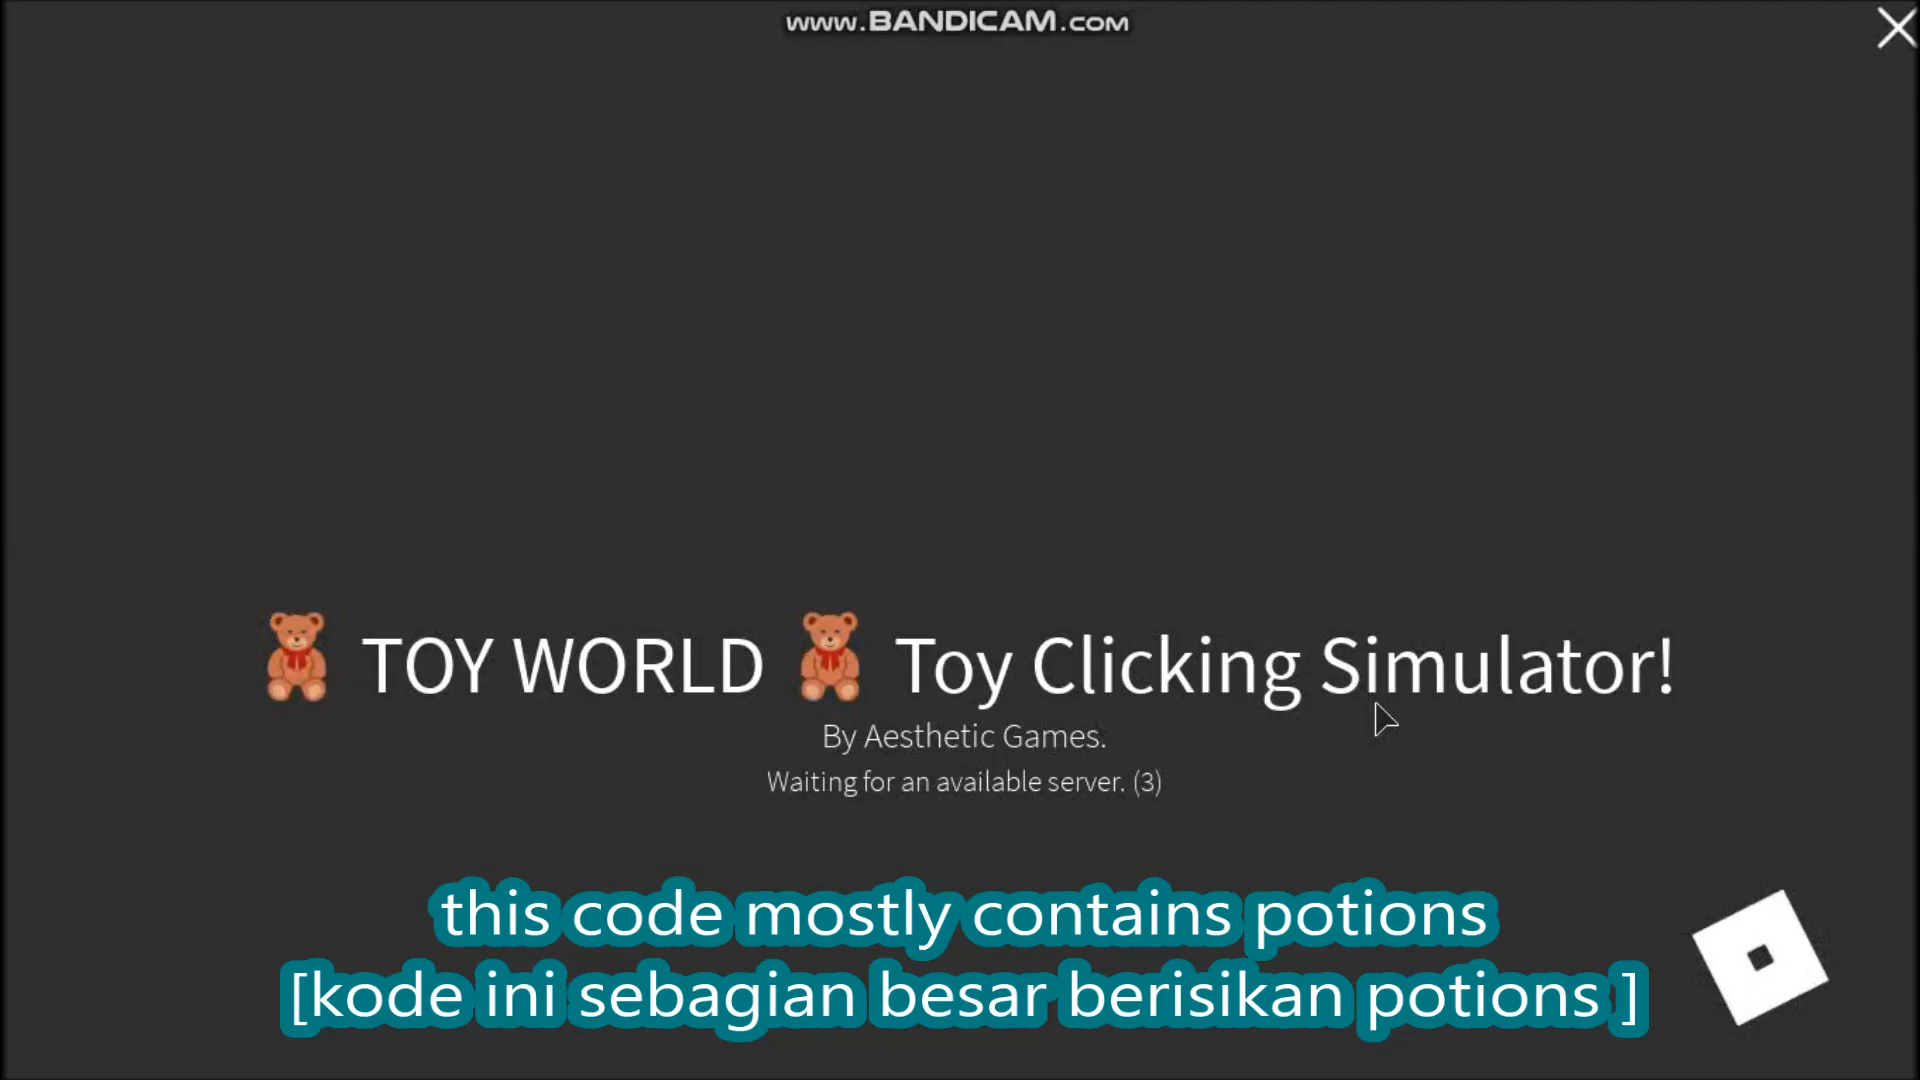 www.BANDICAM.com
TOY WORLD Toy Clicking Simulator!
By Aesthetic Games.
Waiting for an available server. (3)
this code mostly contains potions
[kode ini sebagian besar berisikan potions ]